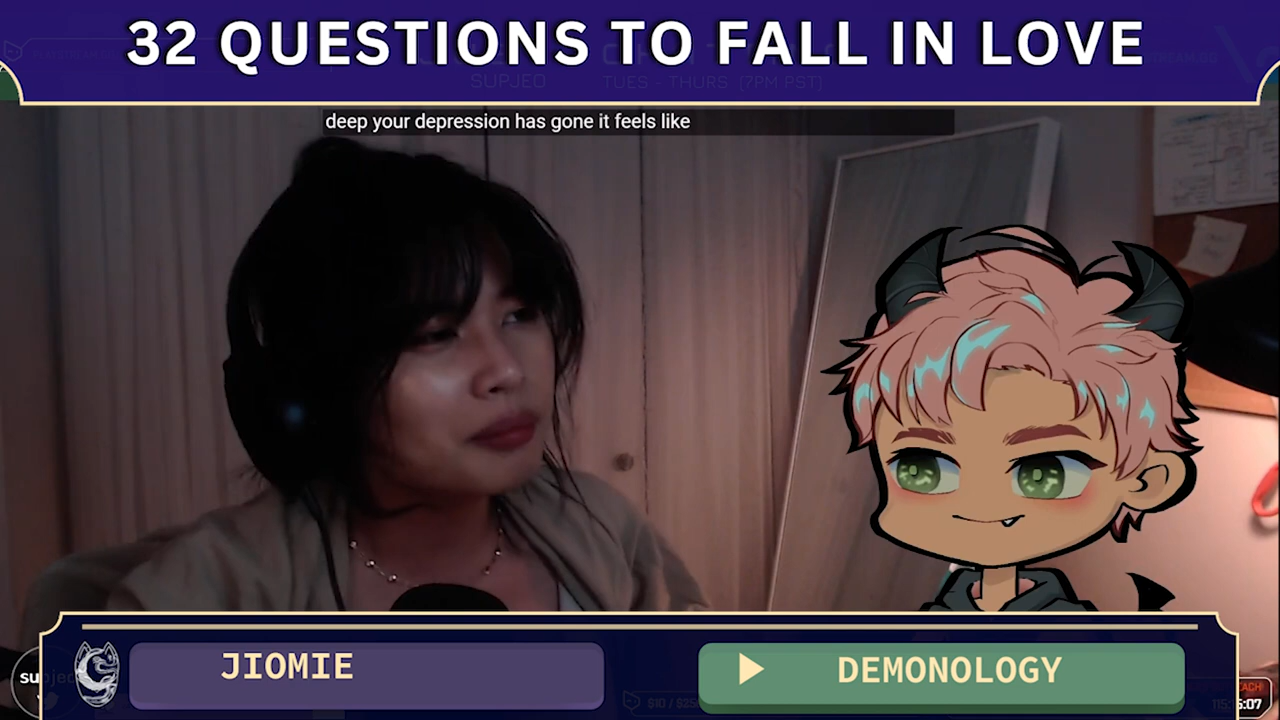 32 QUESTIONS TO FALL IN LOVE
SUPJEO TUES - THURS (7PM PST)
deep your depression has gone it feels like
JIOMIE
DEMONOLOGY